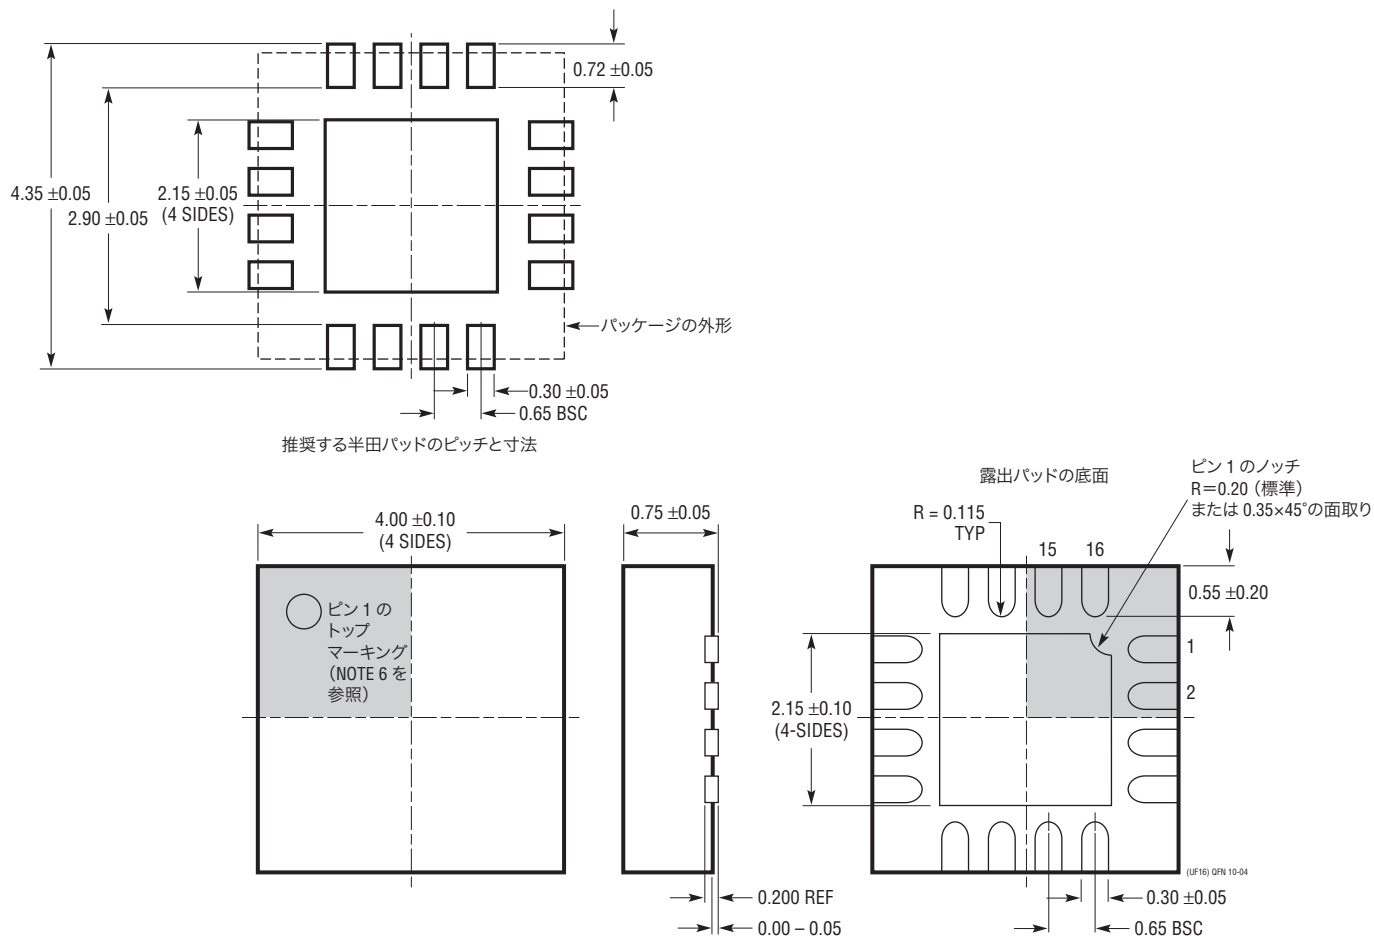 0.72 ±0.05
4.35 ±0.05
2.90 ±0.05
2.15 ±0.05
(4 SIDES)
パッケージの外形
0.30 ±0.05
0.65 BSC
推奨する半田パッドのピッチと寸法
4.00 ±0.10
(4 SIDES)
ピン 1 の
トップ
マーキング
(NOTE 6 を
参照)
0.75 ±0.05
0.200 REF
0.00 – 0.05
露出パッドの底面
ピン 1 のノッチ
R=0.20 (標準)
または 0.35×45°の面取り
R = 0.115
TYP
15
16
0.55 ±0.20
1
2
2.15 ±0.10
(4-SIDES)
(UF16) QFN 10-04
0.30 ±0.05
0.65 BSC